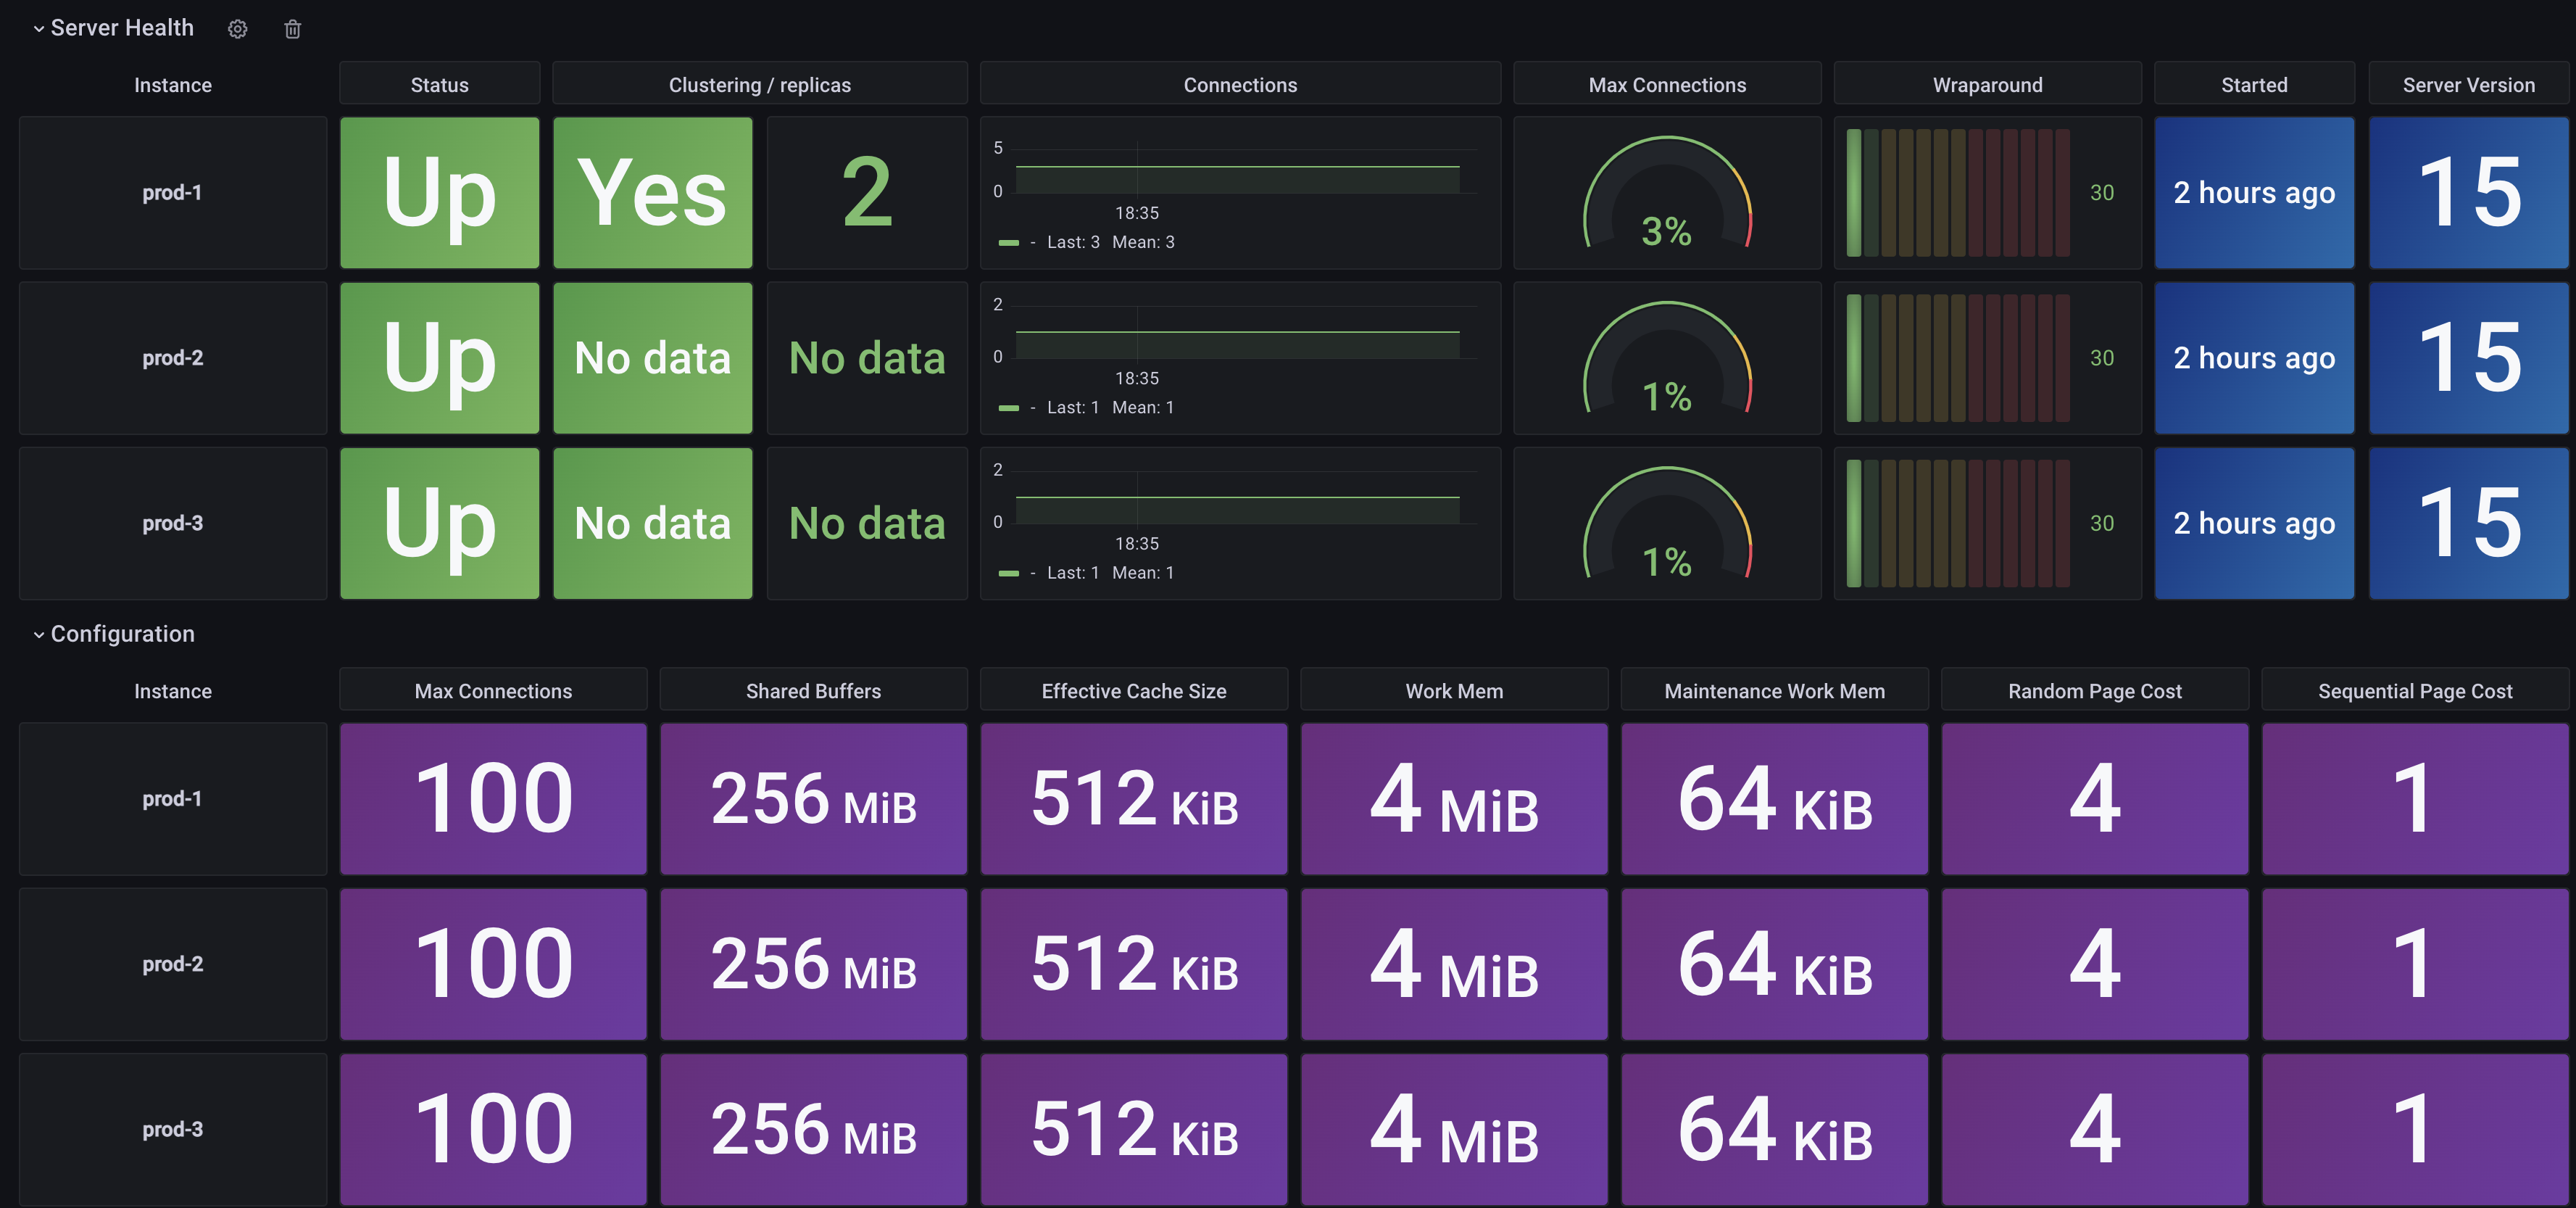 Server Health
Instance Status Clustering / replicas Connections Max Connections Wraparound Started Server Version
prod-1 Up Yes 2 5 0 18:35 - Last: 3 Mean: 3 3% 30 2 hours ago 15
prod-2 Up No data No data 2 0 18:35 - Last: 1 Mean: 1 1% 30 2 hours ago 15
prod-3 Up No data No data 2 0 18:35 - Last: 1 Mean: 1 1% 30 2 hours ago 15
Configuration
Instance Max Connections Shared Buffers Effective Cache Size Work Mem Maintenance Work Mem Random Page Cost Sequential Page Cost
prod-1 100 256 MiB 512 KiB 4 MiB 64 KiB 4 1
prod-2 100 256 MiB 512 KiB 4 MiB 64 KiB 4 1
prod-3 100 256 MiB 512 KiB 4 MiB 64 KiB 4 1